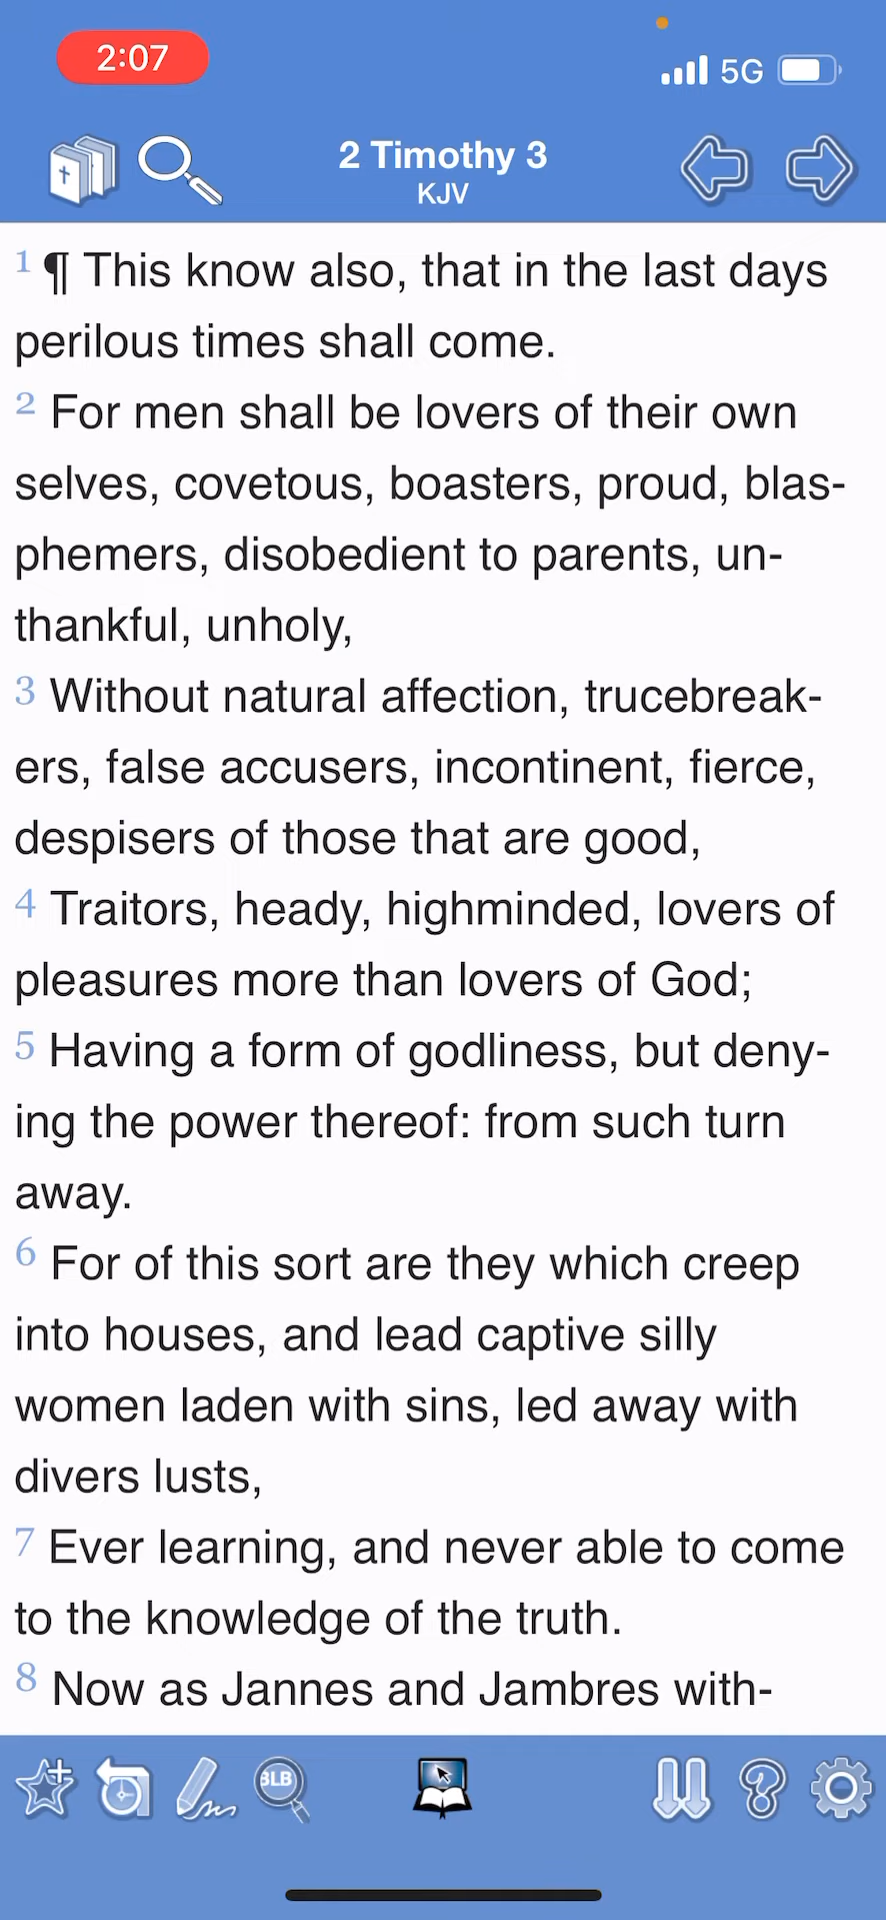 2:07
5G
2 Timothy 3
KJV
1 ¶ This know also, that in the last days
perilous times shall come.
2 For men shall be lovers of their own
selves, covetous, boasters, proud, blas-
phemers, disobedient to parents, un-
thankful, unholy,
3 Without natural affection, trucebreak-
ers, false accusers, incontinent, fierce,
despisers of those that are good,
4 Traitors, heady, highminded, lovers of
pleasures more than lovers of God;
5 Having a form of godliness, but deny-
ing the power thereof: from such turn
away.
6 For of this sort are they which creep
into houses, and lead captive silly
women laden with sins, led away with
divers lusts,
7 Ever learning, and never able to come
to the knowledge of the truth.
8 Now as Jannes and Jambres with-
BLB